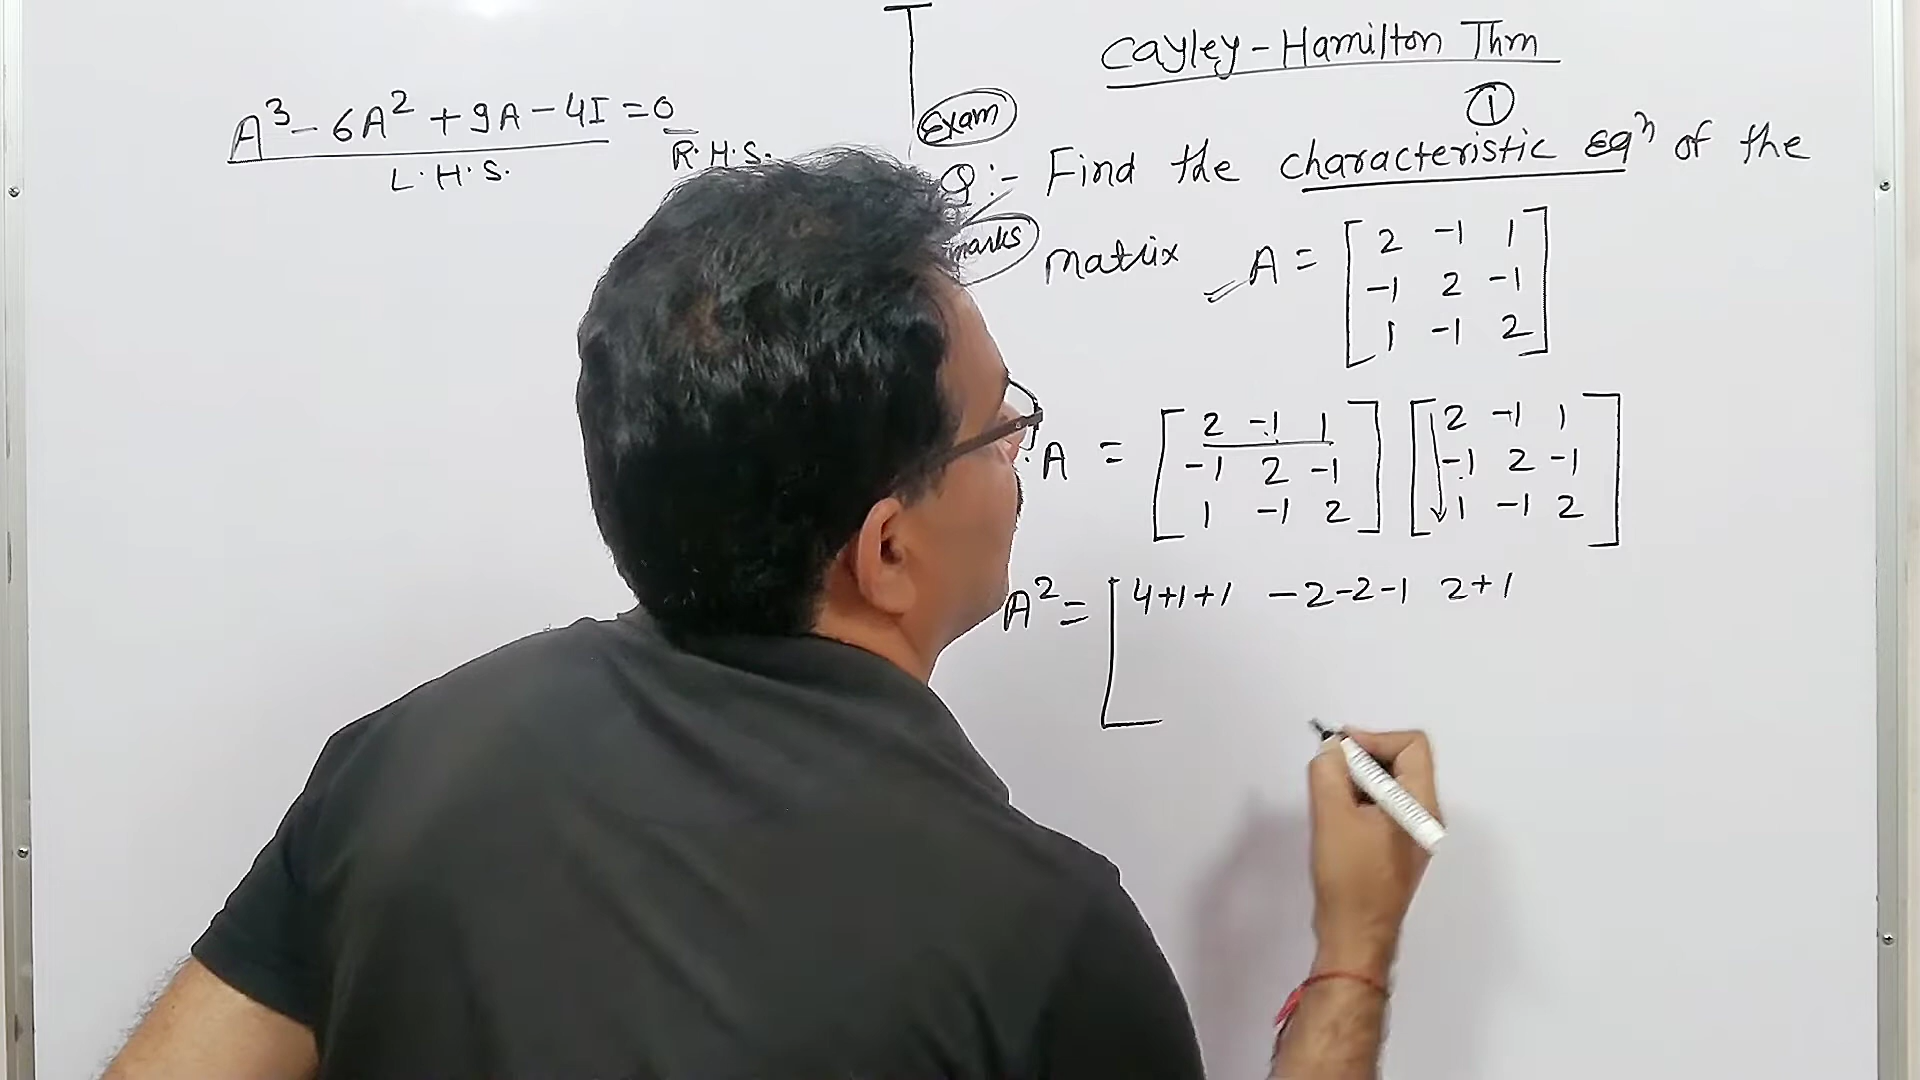 Cayley-Hamilton Thm
A³ - 6A² + 9A - 4I = 0
L.H.S. R.H.S.
Exam
①
Q:- Find the characteristic eqⁿ of the
marks
matrix A = [ 2 -1 1
-1 2 -1
1 -1 2 ]
.A = [ 2 -1 1 [ 2 -1 1
-1 2 -1 -1 2 -1
1 -1 2 ] 1 -1 2 ]
A² = [ 4+1+1 -2-2-1 2+1